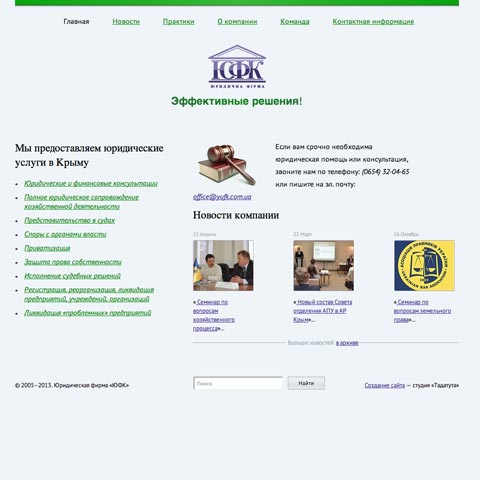 Главная Новости Практики О компании Команда Контактная информация
ЮФК
ЮРИДИЧНА ФІРМА
Эффективные решения!
Мы предоставляем юридические
услуги в Крыму
Юридические и финансовые консультации
Полное юридическое сопровождение
хозяйственной деятельности
Представительство в судах
Споры с органами власти
Приватизация
Защита права собственности
Исполнение судебных решений
Регистрация, реорганизация, ликвидация
предприятий, учреждений, организаций
Ликвидация «проблемных» предприятий
Если вам срочно необходима
юридическая помощь или консультация,
звоните нам по телефону: (0654) 32-04-65
или пишите на эл. почту:
office@yufk.com.ua
Новости компании
15 Апрель
« Семинар по
вопросам
хозяйственного
процесса»...
22 Март
« Новый состав Совета
отделения АПУ в АР
Крым»...
16 Октябрь
« Семинар по
вопросам земельного
права»...
Больше новостей в архиве
© 2005–2013. Юридическая фирма «ЮФК»
Поиск Найти
Создание сайта — студия «Тадатута»